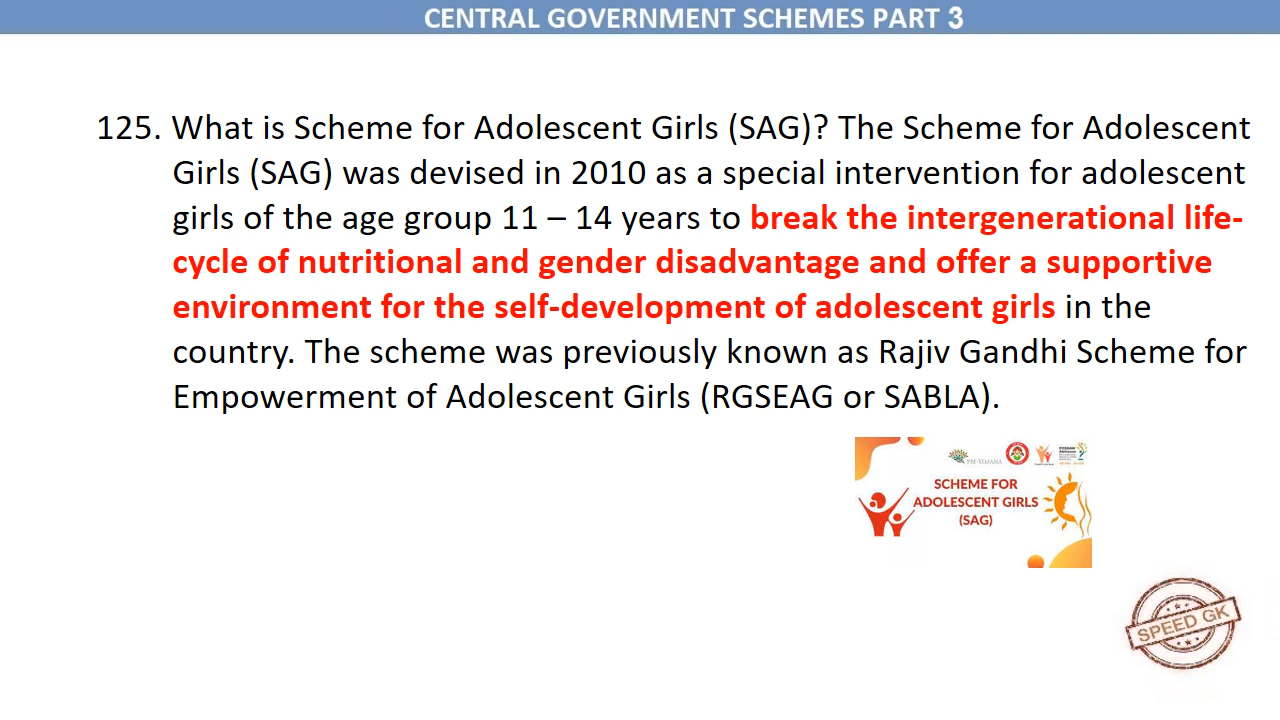 CENTRAL GOVERNMENT SCHEMES PART 3
125. What is Scheme for Adolescent Girls (SAG)? The Scheme for Adolescent
Girls (SAG) was devised in 2010 as a special intervention for adolescent
girls of the age group 11 – 14 years to break the intergenerational life-
cycle of nutritional and gender disadvantage and offer a supportive
environment for the self-development of adolescent girls in the
country. The scheme was previously known as Rajiv Gandhi Scheme for
Empowerment of Adolescent Girls (RGSEAG or SABLA).
PM-YOJANA
SCHEME FOR
ADOLESCENT GIRLS
(SAG)
SPEED GK